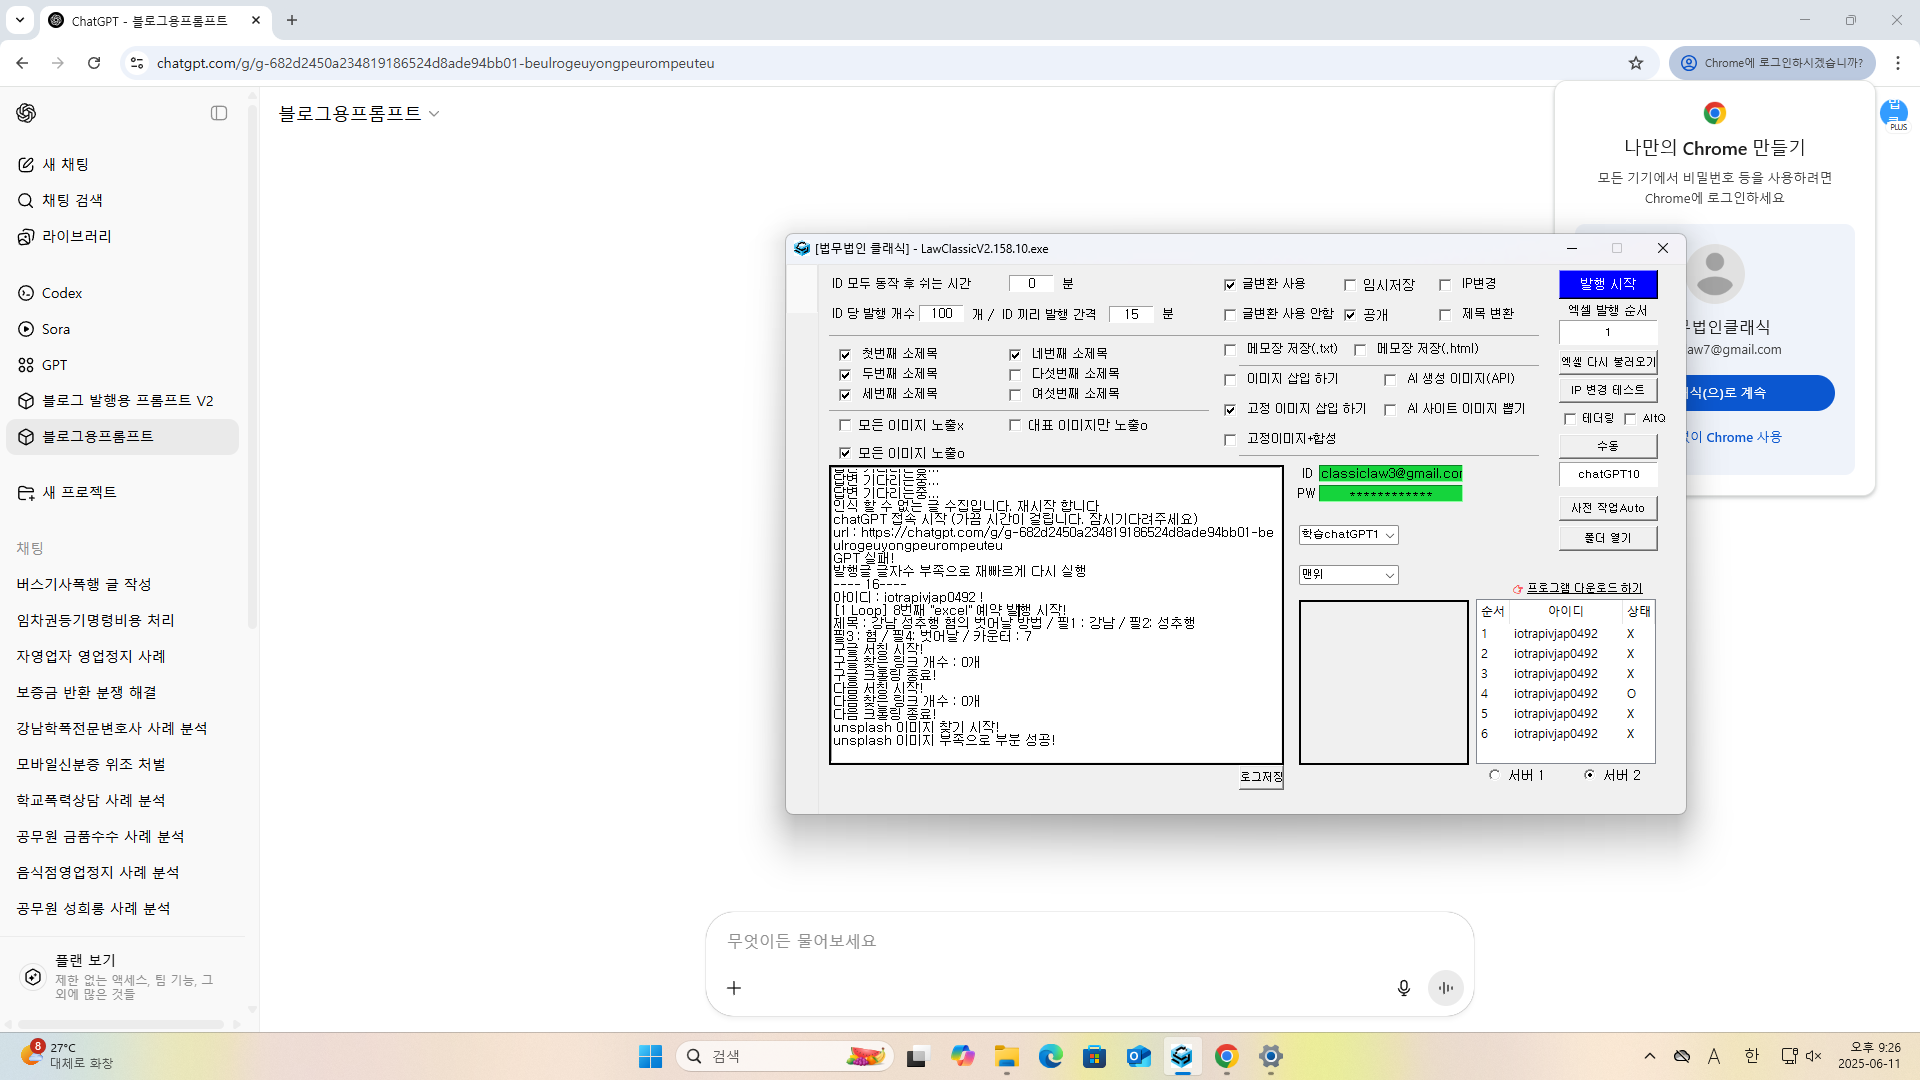 ChatGPT - 블로그용프롬프트
chatgpt.com/g/g-682d2450a234819186524d8ade94bb01-beulrogeuyongpeurompeuteu
Chrome에 로그인하시겠습니까?
블로그용프롬프트
PLUS
새 채팅
채팅 검색
라이브러리
Codex
Sora
GPT
블로그 발행용 프롬프트 V2
블로그용프롬프트
새 프로젝트
채팅
버스기사폭행 글 작성
임차권등기명령비용 처리
자영업자 영업정지 사례
보증금 반환 분쟁 해결
강남학폭전문변호사 사례 분석
모바일신분증 위조 처벌
학교폭력상담 사례 분석
공무원 금품수수 사례 분석
음식점영업정지 사례 분석
공무원 성희롱 사례 분석
플랜 보기
제한 없는 액세스, 팀 기능, 그
외에 많은 것들
나만의 Chrome 만들기
모든 기기에서 비밀번호 등을 사용하려면
Chrome에 로그인하세요
무법인클래식
aw7@gmail.com
식(으)로 계속
없이 Chrome 사용
[법무법인 클래식] - LawClassicV2.158.10.exe
ID 모두 동작 후 쉬는 시간 0 분
ID 당 발행 개수 100 개 / ID 끼리 발행 간격 15 분
글변환 사용 임시저장 IP변경
글변환 사용 안함 공개 제목 변환
첫번째 소제목 네번째 소제목
두번째 소제목 다섯번째 소제목
세번째 소제목 여섯번째 소제목
모든 이미지 노출x 대표 이미지만 노출o
모든 이미지 노출o
메모장 저장(.txt) 메모장 저장(.html)
이미지 삽입 하기 AI 생성 이미지(API)
고정 이미지 삽입 하기 AI 사이트 이미지 뽑기
고정이미지+합성
발행 시작
엑셀 발행 순서
1
엑셀 다시 불러오기
IP 변경 테스트
테더링 AltQ
수동
chatGPT10
사전 작업Auto
폴더 열기
ID classiclaw3@gmail.cor
PW ************
학습chatGPT1
맨위
답변 기다리는중...
답변 기다리는중...
답변 기다리는중...
인식 할 수 없는 글 수집입니다. 재시작 합니다
chatGPT 접속 시작 (가끔 시간이 걸립니다. 잠시기다려주세요)
url : https://chatgpt.com/g/g-682d2450a234819186524d8ade94bb01-be
ulrogeuyongpeurompeuteu
GPT 실패!
발행글 글자수 부족으로 재빠르게 다시 실행
---- 16----
아이디 : iotrapivjap0492 !
[1 Loop] 8번째 "excel" 예약 발행 시작!
제목 : 강남 성추행 혐의 벗어날 방법 / 필1 : 강남 / 필2: 성추행
필3 : 혐 / 필4: 벗어날 / 카운터 : 7
구글 서칭 시작!
구글 찾은 링크 개수 : 0개
구글 크롤링 종료!
다음 서칭 시작!
다음 찾은 링크 개수 : 0개
다음 크롤링 종료!
unsplash 이미지 찾기 시작!
unsplash 이미지 부족으로 부분 성공!
로그저장
프로그램 다운로드 하기
순서 아이디 상태
1 iotrapivjap0492 X
2 iotrapivjap0492 X
3 iotrapivjap0492 X
4 iotrapivjap0492 O
5 iotrapivjap0492 X
6 iotrapivjap0492 X
서버 1 서버 2
무엇이든 물어보세요
8
27°C
대체로 화창
검색
A
한
오후 9:26
2025-06-11